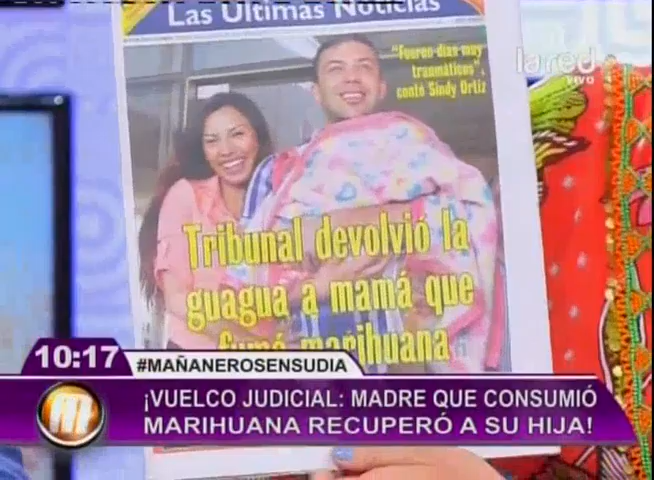 Las Últimas Noticias
"Fueron días muy
traumáticos",
contó Sindy Ortiz
la red
VIVO
Tribunal devolvió la
guagua a mamá que
fumó marihuana
10:17
#MAÑANEROSENSUDIA
M
¡VUELCO JUDICIAL: MADRE QUE CONSUMIÓ
MARIHUANA RECUPERÓ A SU HIJA!